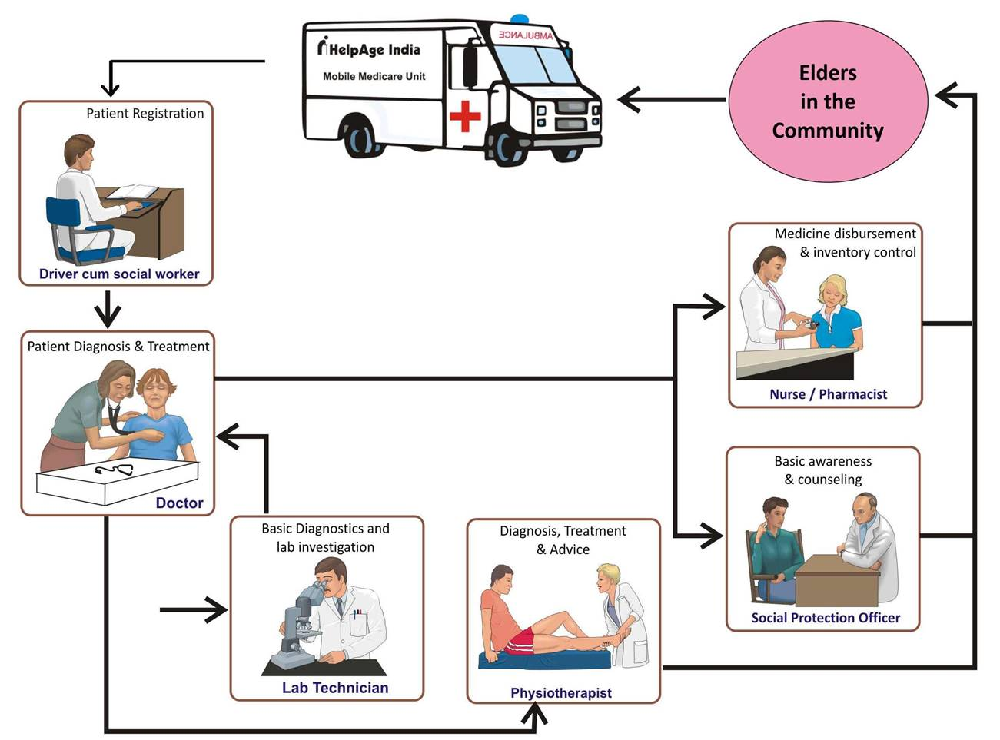 HelpAge India
Mobile Medicare Unit
AMBULANCE
Elders
in the
Community
Patient Registration
Driver cum social worker
Patient Diagnosis & Treatment
Doctor
Basic Diagnostics and
lab investigation
Lab Technician
Diagnosis, Treatment
& Advice
Physiotherapist
Medicine disbursement
& inventory control
Nurse / Pharmacist
Basic awareness
& counseling
Social Protection Officer